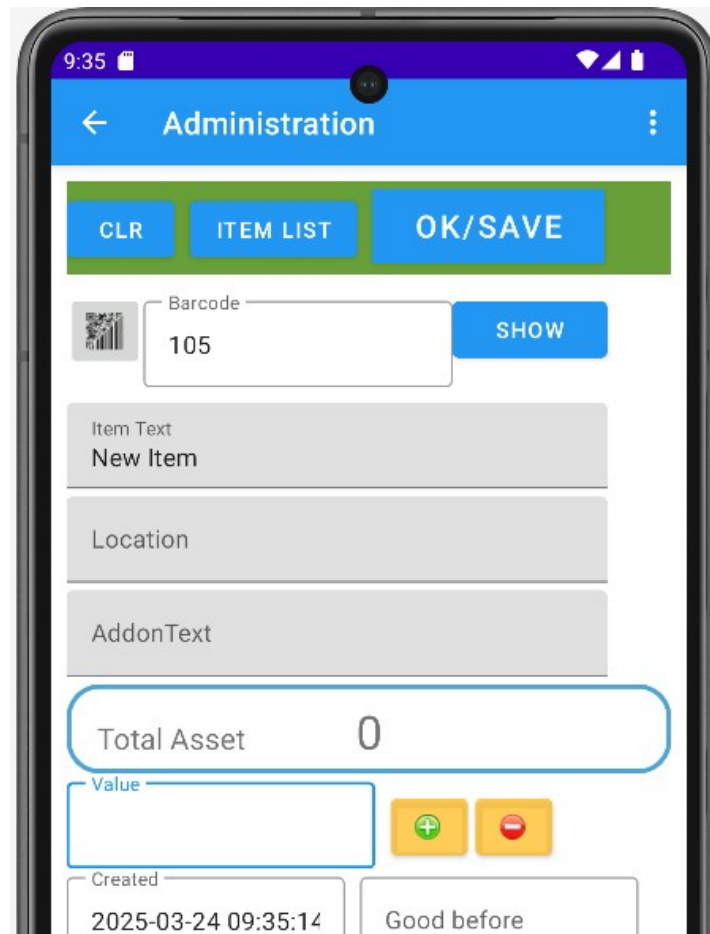 9:35
Administration
CLR ITEM LIST OK/SAVE
Barcode
105 SHOW
Item Text
New Item
Location
AddonText
Total Asset 0
Value
Created
2025-03-24 09:35:14 Good before